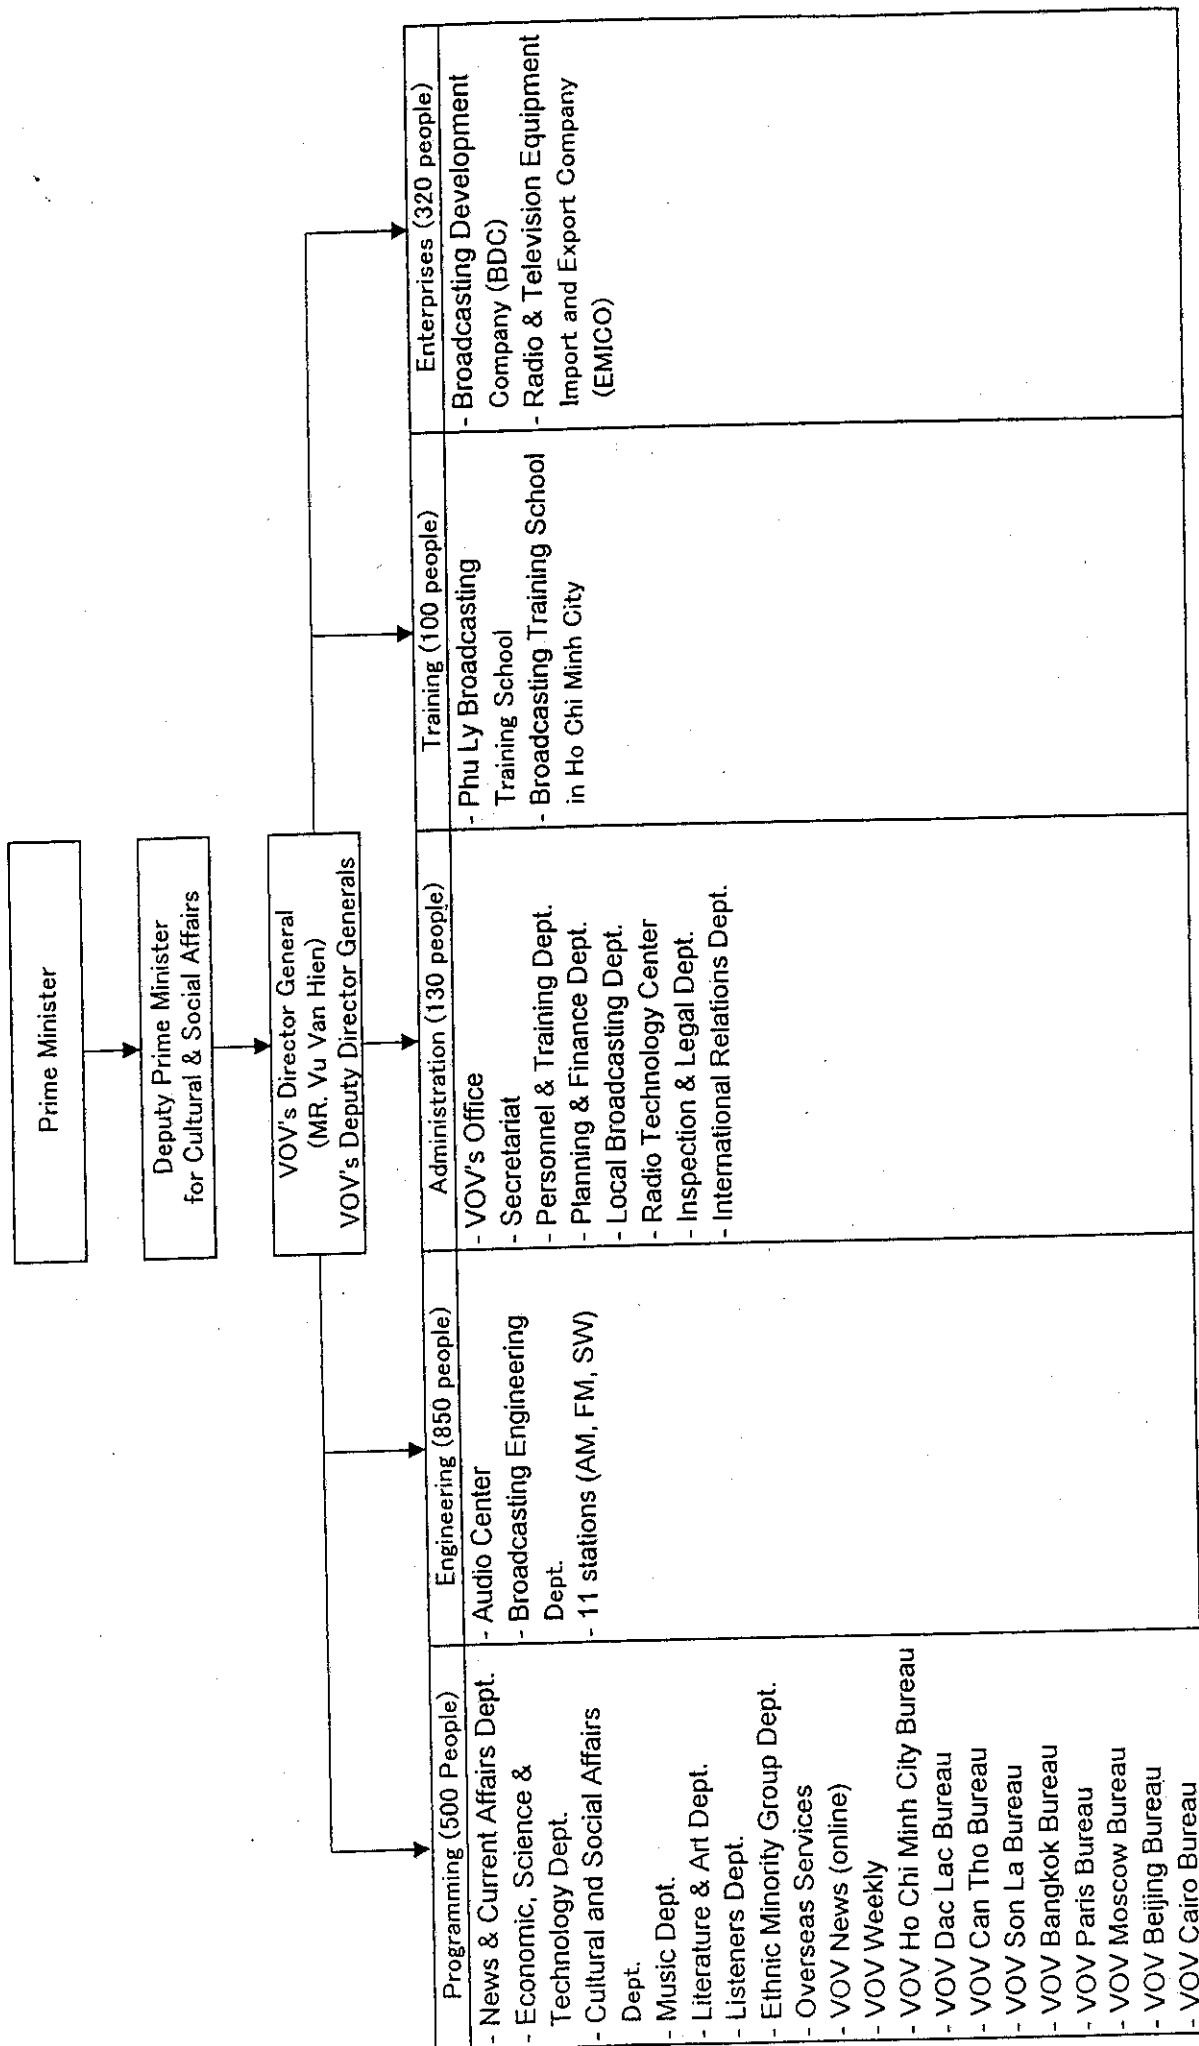 Prime Minister
Deputy Prime Minister
for Cultural & Social Affairs
VOV's Director General
(MR. Vu Van Hien)
VOV's Deputy Director Generals
Programming (500 People)
- News & Current Affairs Dept.
- Economic, Science &
Technology Dept.
- Cultural and Social Affairs
Dept.
- Music Dept.
- Literature & Art Dept.
- Listeners Dept.
- Ethnic Minority Group Dept.
- Overseas Services
- VOV News (online)
- VOV Weekly
- VOV Ho Chi Minh City Bureau
- VOV Dac Lac Bureau
- VOV Can Tho Bureau
- VOV Son La Bureau
- VOV Bangkok Bureau
- VOV Paris Bureau
- VOV Moscow Bureau
- VOV Beijing Bureau
- VOV Cairo Bureau
Engineering (850 people)
- Audio Center
- Broadcasting Engineering
Dept.
- 11 stations (AM, FM, SW)
Administration (130 people)
- VOV's Office
- Secretariat
- Personnel & Training Dept.
- Planning & Finance Dept.
- Local Broadcasting Dept.
- Radio Technology Center
- Inspection & Legal Dept.
- International Relations Dept.
Training (100 people)
- Phu Ly Broadcasting
Training School
- Broadcasting Training School
in Ho Chi Minh City
Enterprises (320 people)
- Broadcasting Development
Company (BDC)
- Radio & Television Equipment
Import and Export Company
(EMICO)